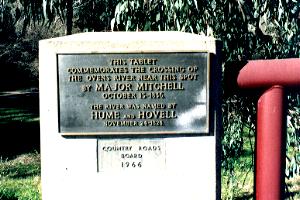 THIS TABLET
COMMEMORATES THE CROSSING OF
THE OVENS RIVER NEAR THIS SPOT
BY MAJOR MITCHELL
OCTOBER 15-1836.
THE RIVER WAS NAMED BY
HUME AND HOVELL
NOVEMBER 24-1824.
COUNTRY ROADS
BOARD
1966